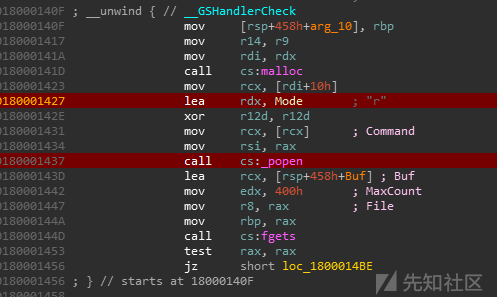 018000140F ; __unwind { // __GSHandlerCheck
018000140F mov [rsp+458h+arg_10], rbp
0180001417 mov r14, r9
018000141A mov rdi, rdx
018000141D call cs:malloc
0180001423 mov rcx, [rdi+10h]
0180001427 lea rdx, Mode ; "r"
018000142E xor r12d, r12d
0180001431 mov rcx, [rcx] ; Command
0180001434 mov rsi, rax
0180001437 call cs:_popen
018000143D lea rcx, [rsp+458h+Buf] ; Buf
0180001442 mov edx, 400h ; MaxCount
0180001447 mov r8, rax ; File
018000144A mov rbp, rax
018000144D call cs:fgets
0180001453 test rax, rax
0180001456 jz short loc_1800014BE
0180001456 ; } // starts at 18000140F
先知社区